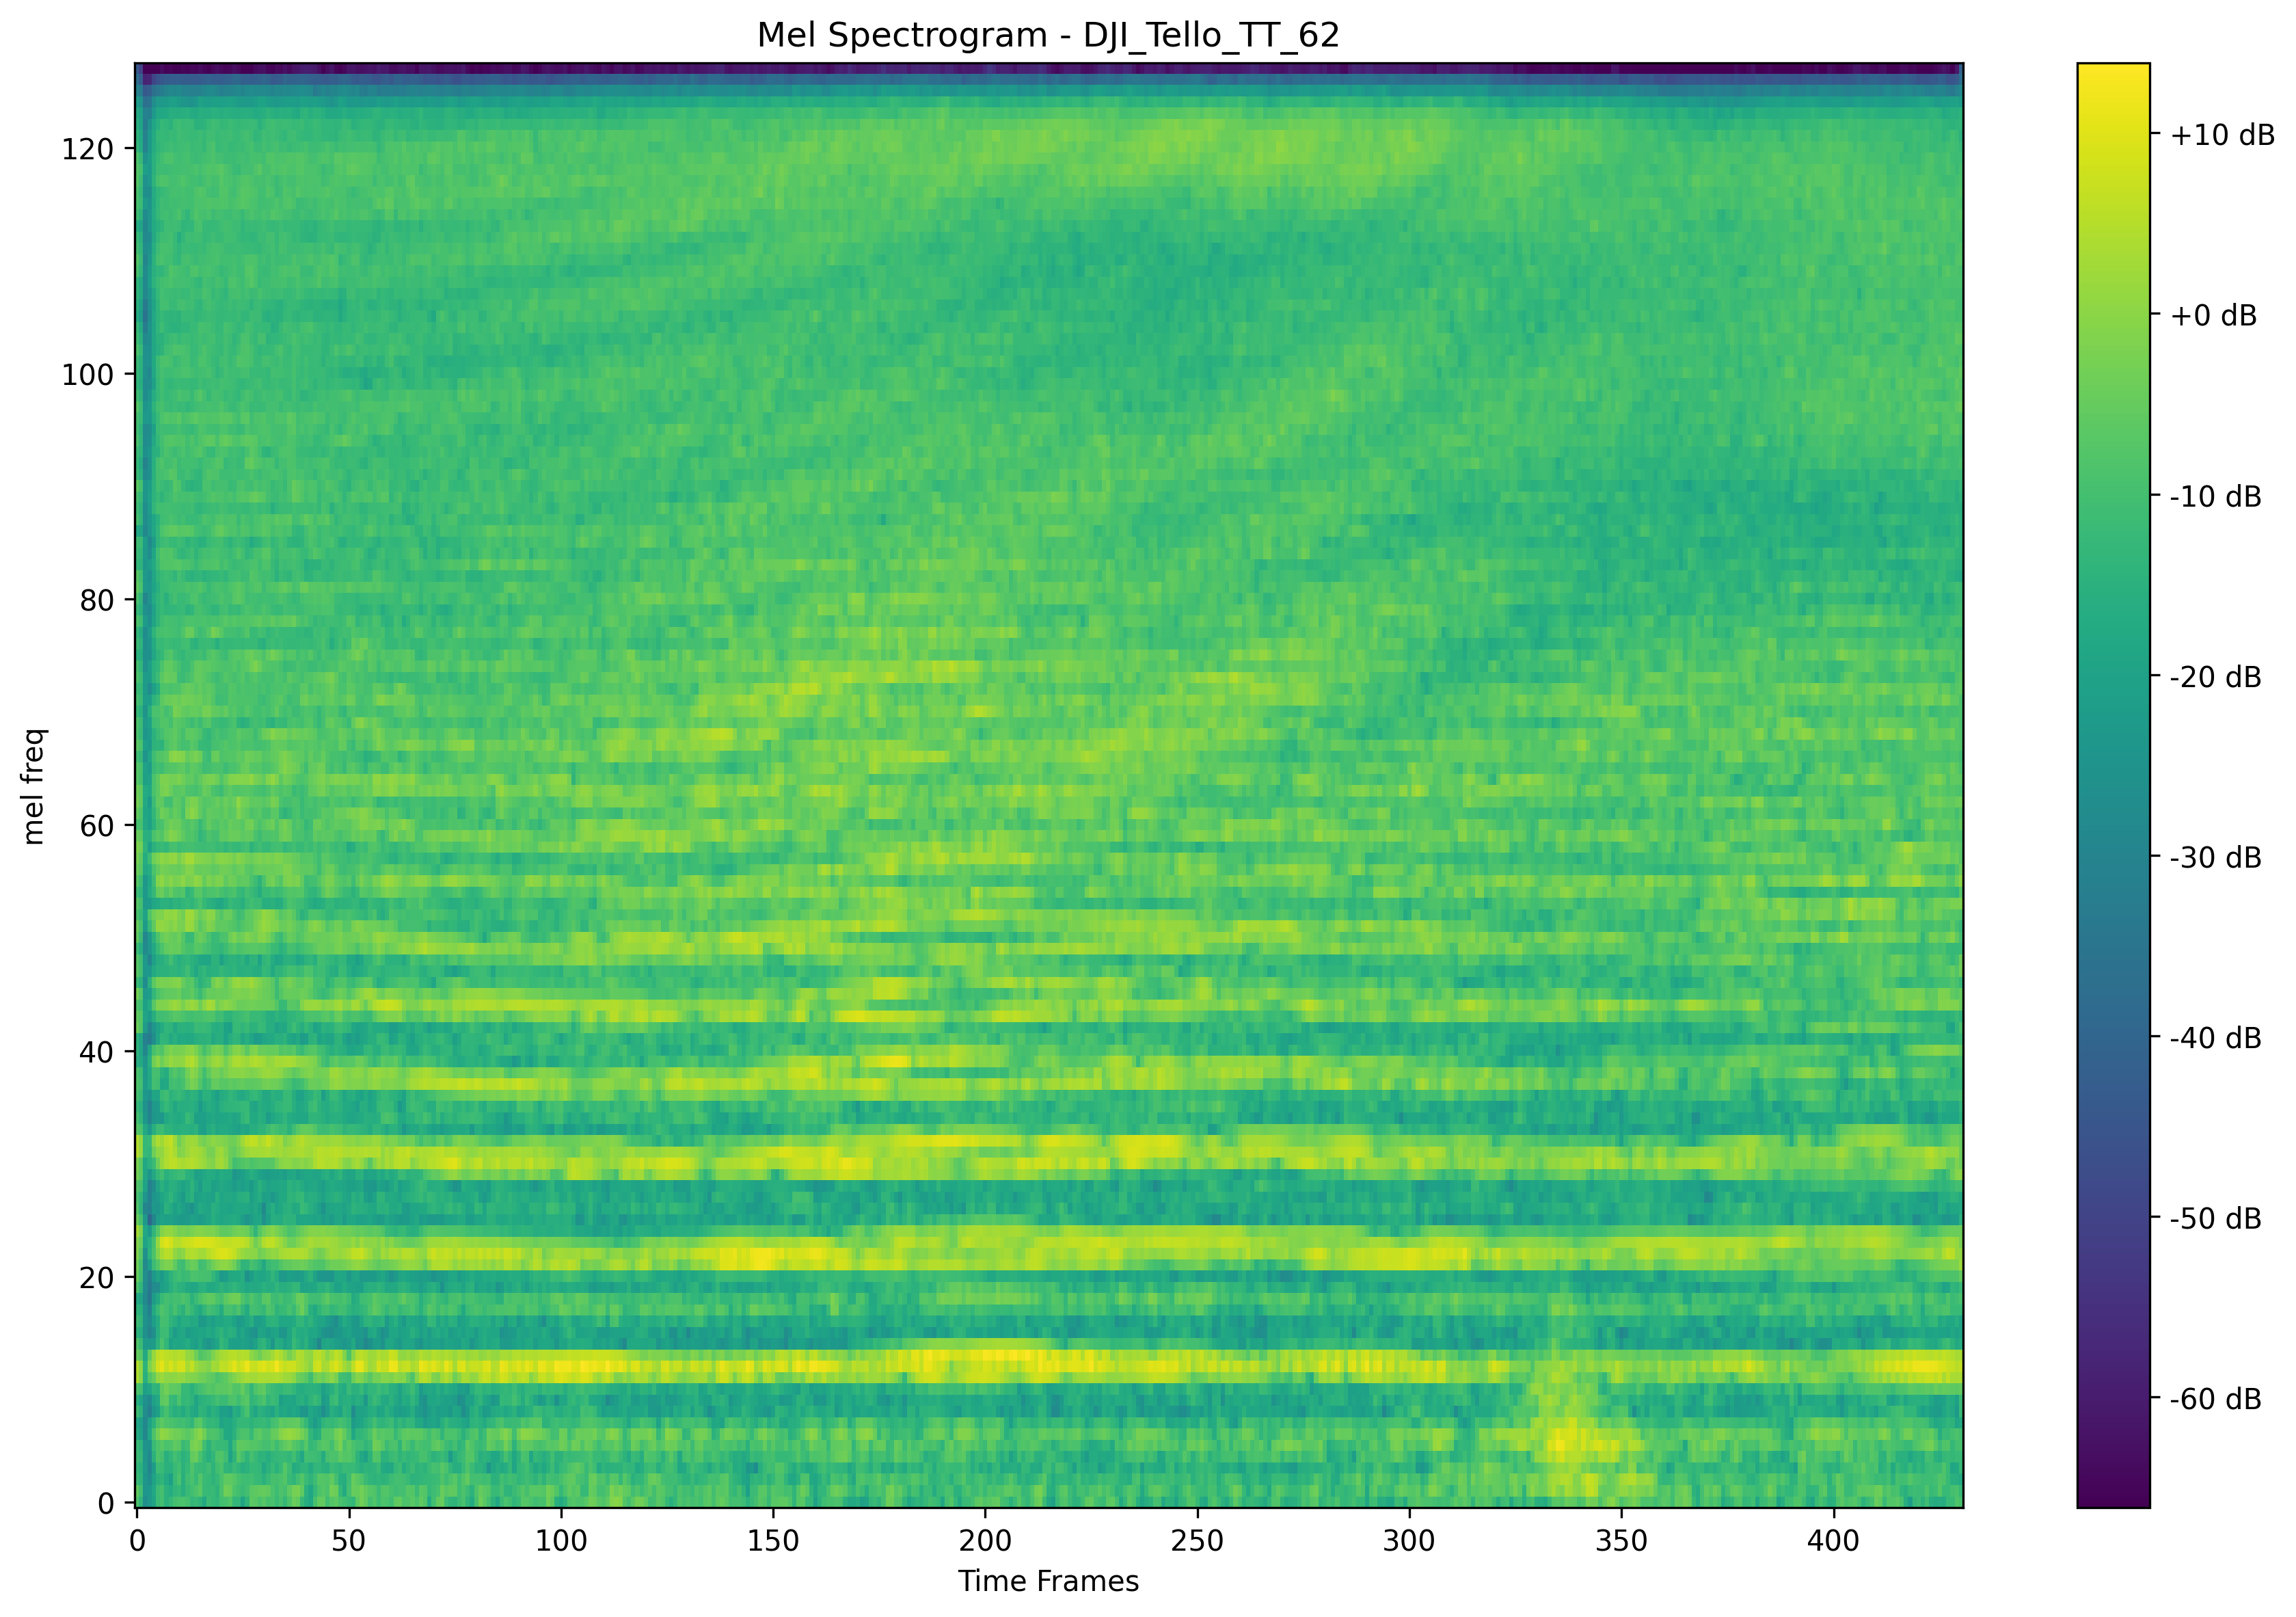 Mel Spectrogram - DJI_Tello_TT_62
120
100
80
60
40
20
0
mel freq
0 50 100 150 200 250 300 350 400
Time Frames
+10 dB
+0 dB
-10 dB
-20 dB
-30 dB
-40 dB
-50 dB
-60 dB